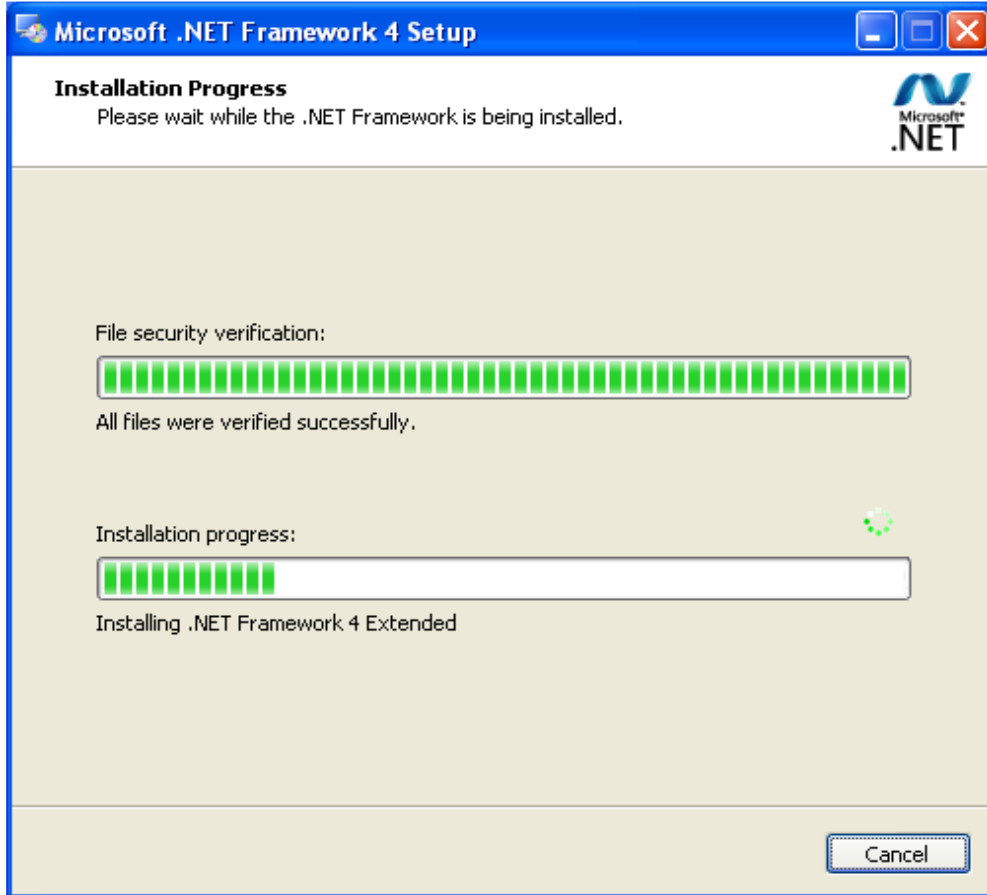 Microsoft .NET Framework 4 Setup
Installation Progress
Please wait while the .NET Framework is being installed.
Microsoft®
.NET
File security verification:
All files were verified successfully.
Installation progress:
Installing .NET Framework 4 Extended
Cancel